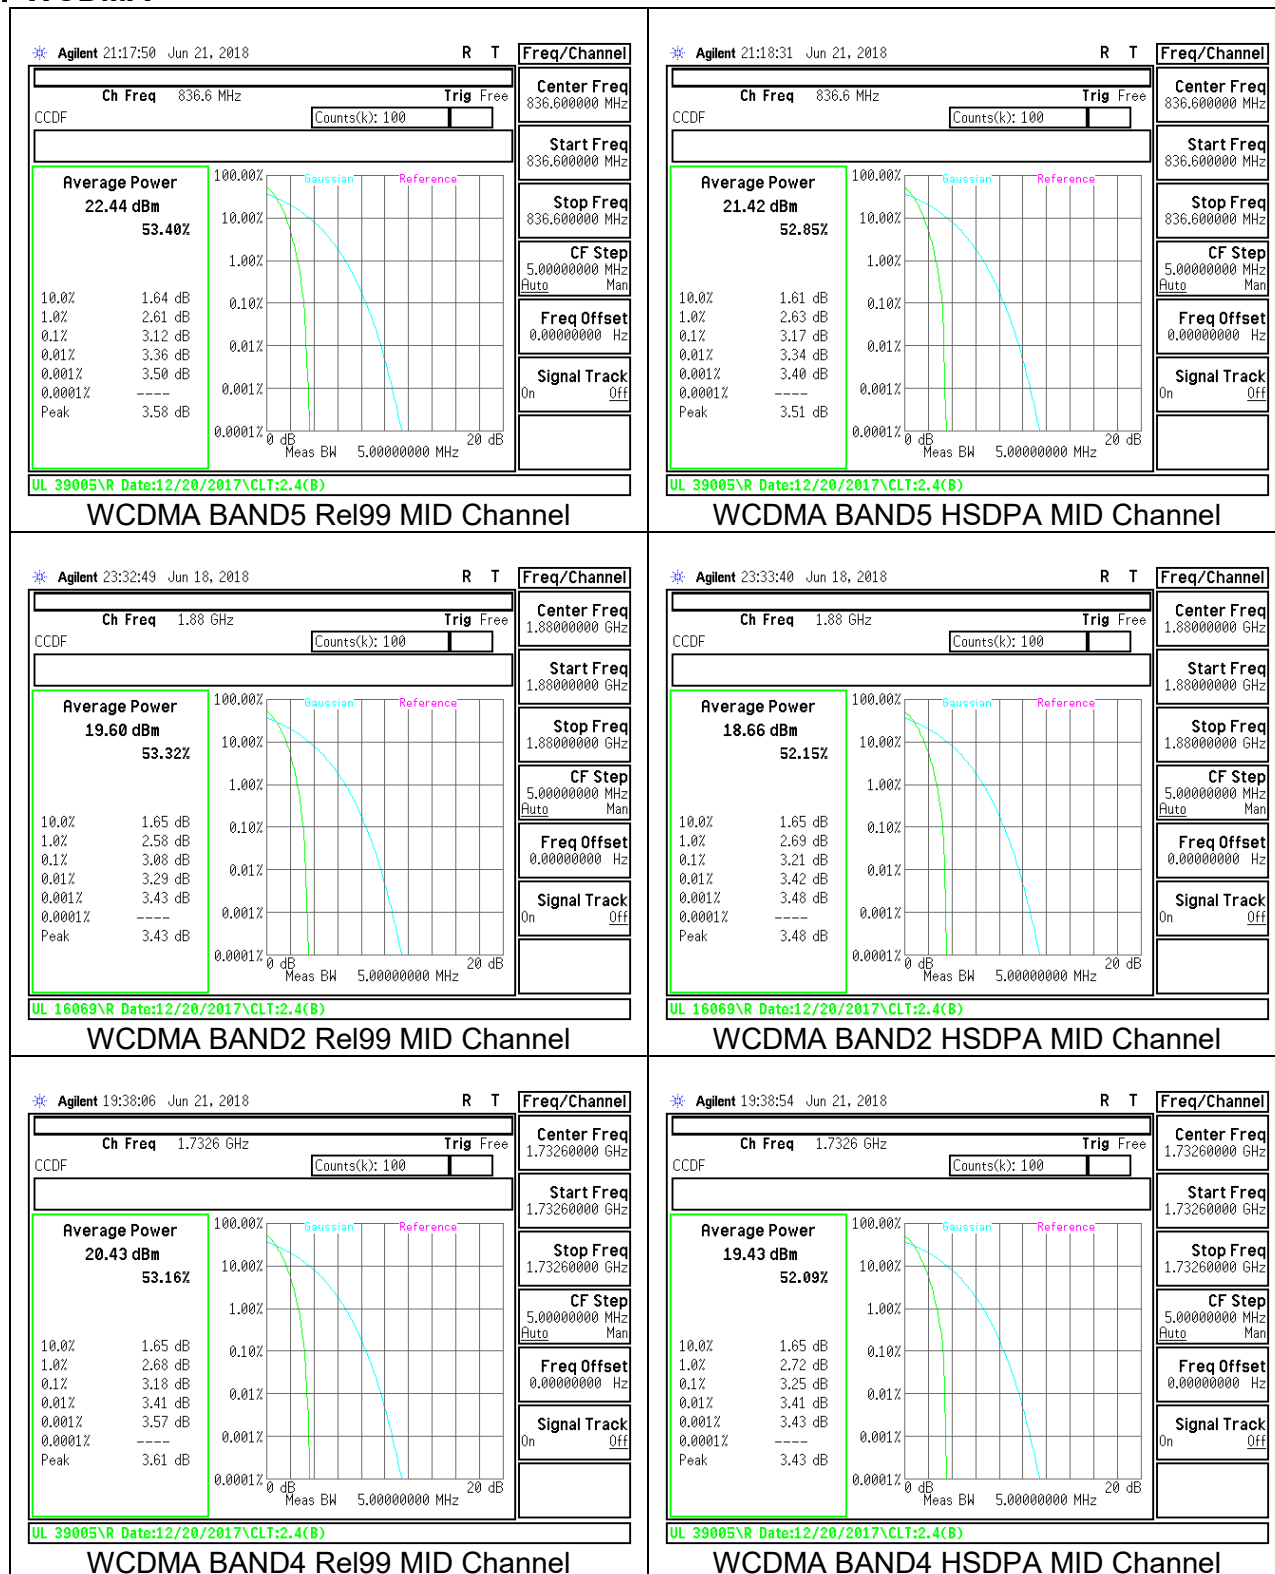 WCDMA
Agilent 21:17:50 Jun 21, 2018 R T Freq/Channel
Ch Freq 836.6 MHz Trig Free
CCDF Counts(k): 100
Average Power
22.44 dBm
53.40%
10.0% 1.64 dB
1.0% 2.61 dB
0.1% 3.12 dB
0.01% 3.36 dB
0.001% 3.50 dB
0.0001% ----
Peak 3.58 dB
Gaussian Reference
100.00%
10.00%
1.00%
0.10%
0.01%
0.001%
0.0001%
0 dB 20 dB
Meas BW 5.00000000 MHz
Center Freq
836.600000 MHz
Start Freq
836.600000 MHz
Stop Freq
836.600000 MHz
CF Step
5.00000000 MHz
Auto Man
Freq Offset
0.00000000 Hz
Signal Track
On Off
UL 39005\R Date:12/20/2017\CLT:2.4(B)
WCDMA BAND5 Rel99 MID Channel
Agilent 21:18:31 Jun 21, 2018 R T Freq/Channel
Ch Freq 836.6 MHz Trig Free
CCDF Counts(k): 100
Average Power
21.42 dBm
52.85%
10.0% 1.61 dB
1.0% 2.63 dB
0.1% 3.17 dB
0.01% 3.34 dB
0.001% 3.40 dB
0.0001% ----
Peak 3.51 dB
Gaussian Reference
100.00%
10.00%
1.00%
0.10%
0.01%
0.001%
0.0001%
0 dB 20 dB
Meas BW 5.00000000 MHz
Center Freq
836.600000 MHz
Start Freq
836.600000 MHz
Stop Freq
836.600000 MHz
CF Step
5.00000000 MHz
Auto Man
Freq Offset
0.00000000 Hz
Signal Track
On Off
UL 39005\R Date:12/20/2017\CLT:2.4(B)
WCDMA BAND5 HSDPA MID Channel
Agilent 23:32:49 Jun 18, 2018 R T Freq/Channel
Ch Freq 1.88 GHz Trig Free
CCDF Counts(k): 100
Average Power
19.60 dBm
53.32%
10.0% 1.65 dB
1.0% 2.58 dB
0.1% 3.08 dB
0.01% 3.29 dB
0.001% 3.43 dB
0.0001% ----
Peak 3.43 dB
Gaussian Reference
100.00%
10.00%
1.00%
0.10%
0.01%
0.001%
0.0001%
0 dB 20 dB
Meas BW 5.00000000 MHz
Center Freq
1.88000000 GHz
Start Freq
1.88000000 GHz
Stop Freq
1.88000000 GHz
CF Step
5.00000000 MHz
Auto Man
Freq Offset
0.00000000 Hz
Signal Track
On Off
UL 16069\R Date:12/20/2017\CLT:2.4(B)
WCDMA BAND2 Rel99 MID Channel
Agilent 23:33:40 Jun 18, 2018 R T Freq/Channel
Ch Freq 1.88 GHz Trig Free
CCDF Counts(k): 100
Average Power
18.66 dBm
52.15%
10.0% 1.65 dB
1.0% 2.69 dB
0.1% 3.21 dB
0.01% 3.42 dB
0.001% 3.48 dB
0.0001% ----
Peak 3.48 dB
Gaussian Reference
100.00%
10.00%
1.00%
0.10%
0.01%
0.001%
0.0001%
0 dB 20 dB
Meas BW 5.00000000 MHz
Center Freq
1.88000000 GHz
Start Freq
1.88000000 GHz
Stop Freq
1.88000000 GHz
CF Step
5.00000000 MHz
Auto Man
Freq Offset
0.00000000 Hz
Signal Track
On Off
UL 16069\R Date:12/20/2017\CLT:2.4(B)
WCDMA BAND2 HSDPA MID Channel
Agilent 19:38:06 Jun 21, 2018 R T Freq/Channel
Ch Freq 1.7326 GHz Trig Free
CCDF Counts(k): 100
Average Power
20.43 dBm
53.16%
10.0% 1.65 dB
1.0% 2.68 dB
0.1% 3.18 dB
0.01% 3.41 dB
0.001% 3.57 dB
0.0001% ----
Peak 3.61 dB
Gaussian Reference
100.00%
10.00%
1.00%
0.10%
0.01%
0.001%
0.0001%
0 dB 20 dB
Meas BW 5.00000000 MHz
Center Freq
1.73260000 GHz
Start Freq
1.73260000 GHz
Stop Freq
1.73260000 GHz
CF Step
5.00000000 MHz
Auto Man
Freq Offset
0.00000000 Hz
Signal Track
On Off
UL 39005\R Date:12/20/2017\CLT:2.4(B)
WCDMA BAND4 Rel99 MID Channel
Agilent 19:38:54 Jun 21, 2018 R T Freq/Channel
Ch Freq 1.7326 GHz Trig Free
CCDF Counts(k): 100
Average Power
19.43 dBm
52.09%
10.0% 1.65 dB
1.0% 2.72 dB
0.1% 3.25 dB
0.01% 3.41 dB
0.001% 3.43 dB
0.0001% ----
Peak 3.43 dB
Gaussian Reference
100.00%
10.00%
1.00%
0.10%
0.01%
0.001%
0.0001%
0 dB 20 dB
Meas BW 5.00000000 MHz
Center Freq
1.73260000 GHz
Start Freq
1.73260000 GHz
Stop Freq
1.73260000 GHz
CF Step
5.00000000 MHz
Auto Man
Freq Offset
0.00000000 Hz
Signal Track
On Off
UL 39005\R Date:12/20/2017\CLT:2.4(B)
WCDMA BAND4 HSDPA MID Channel